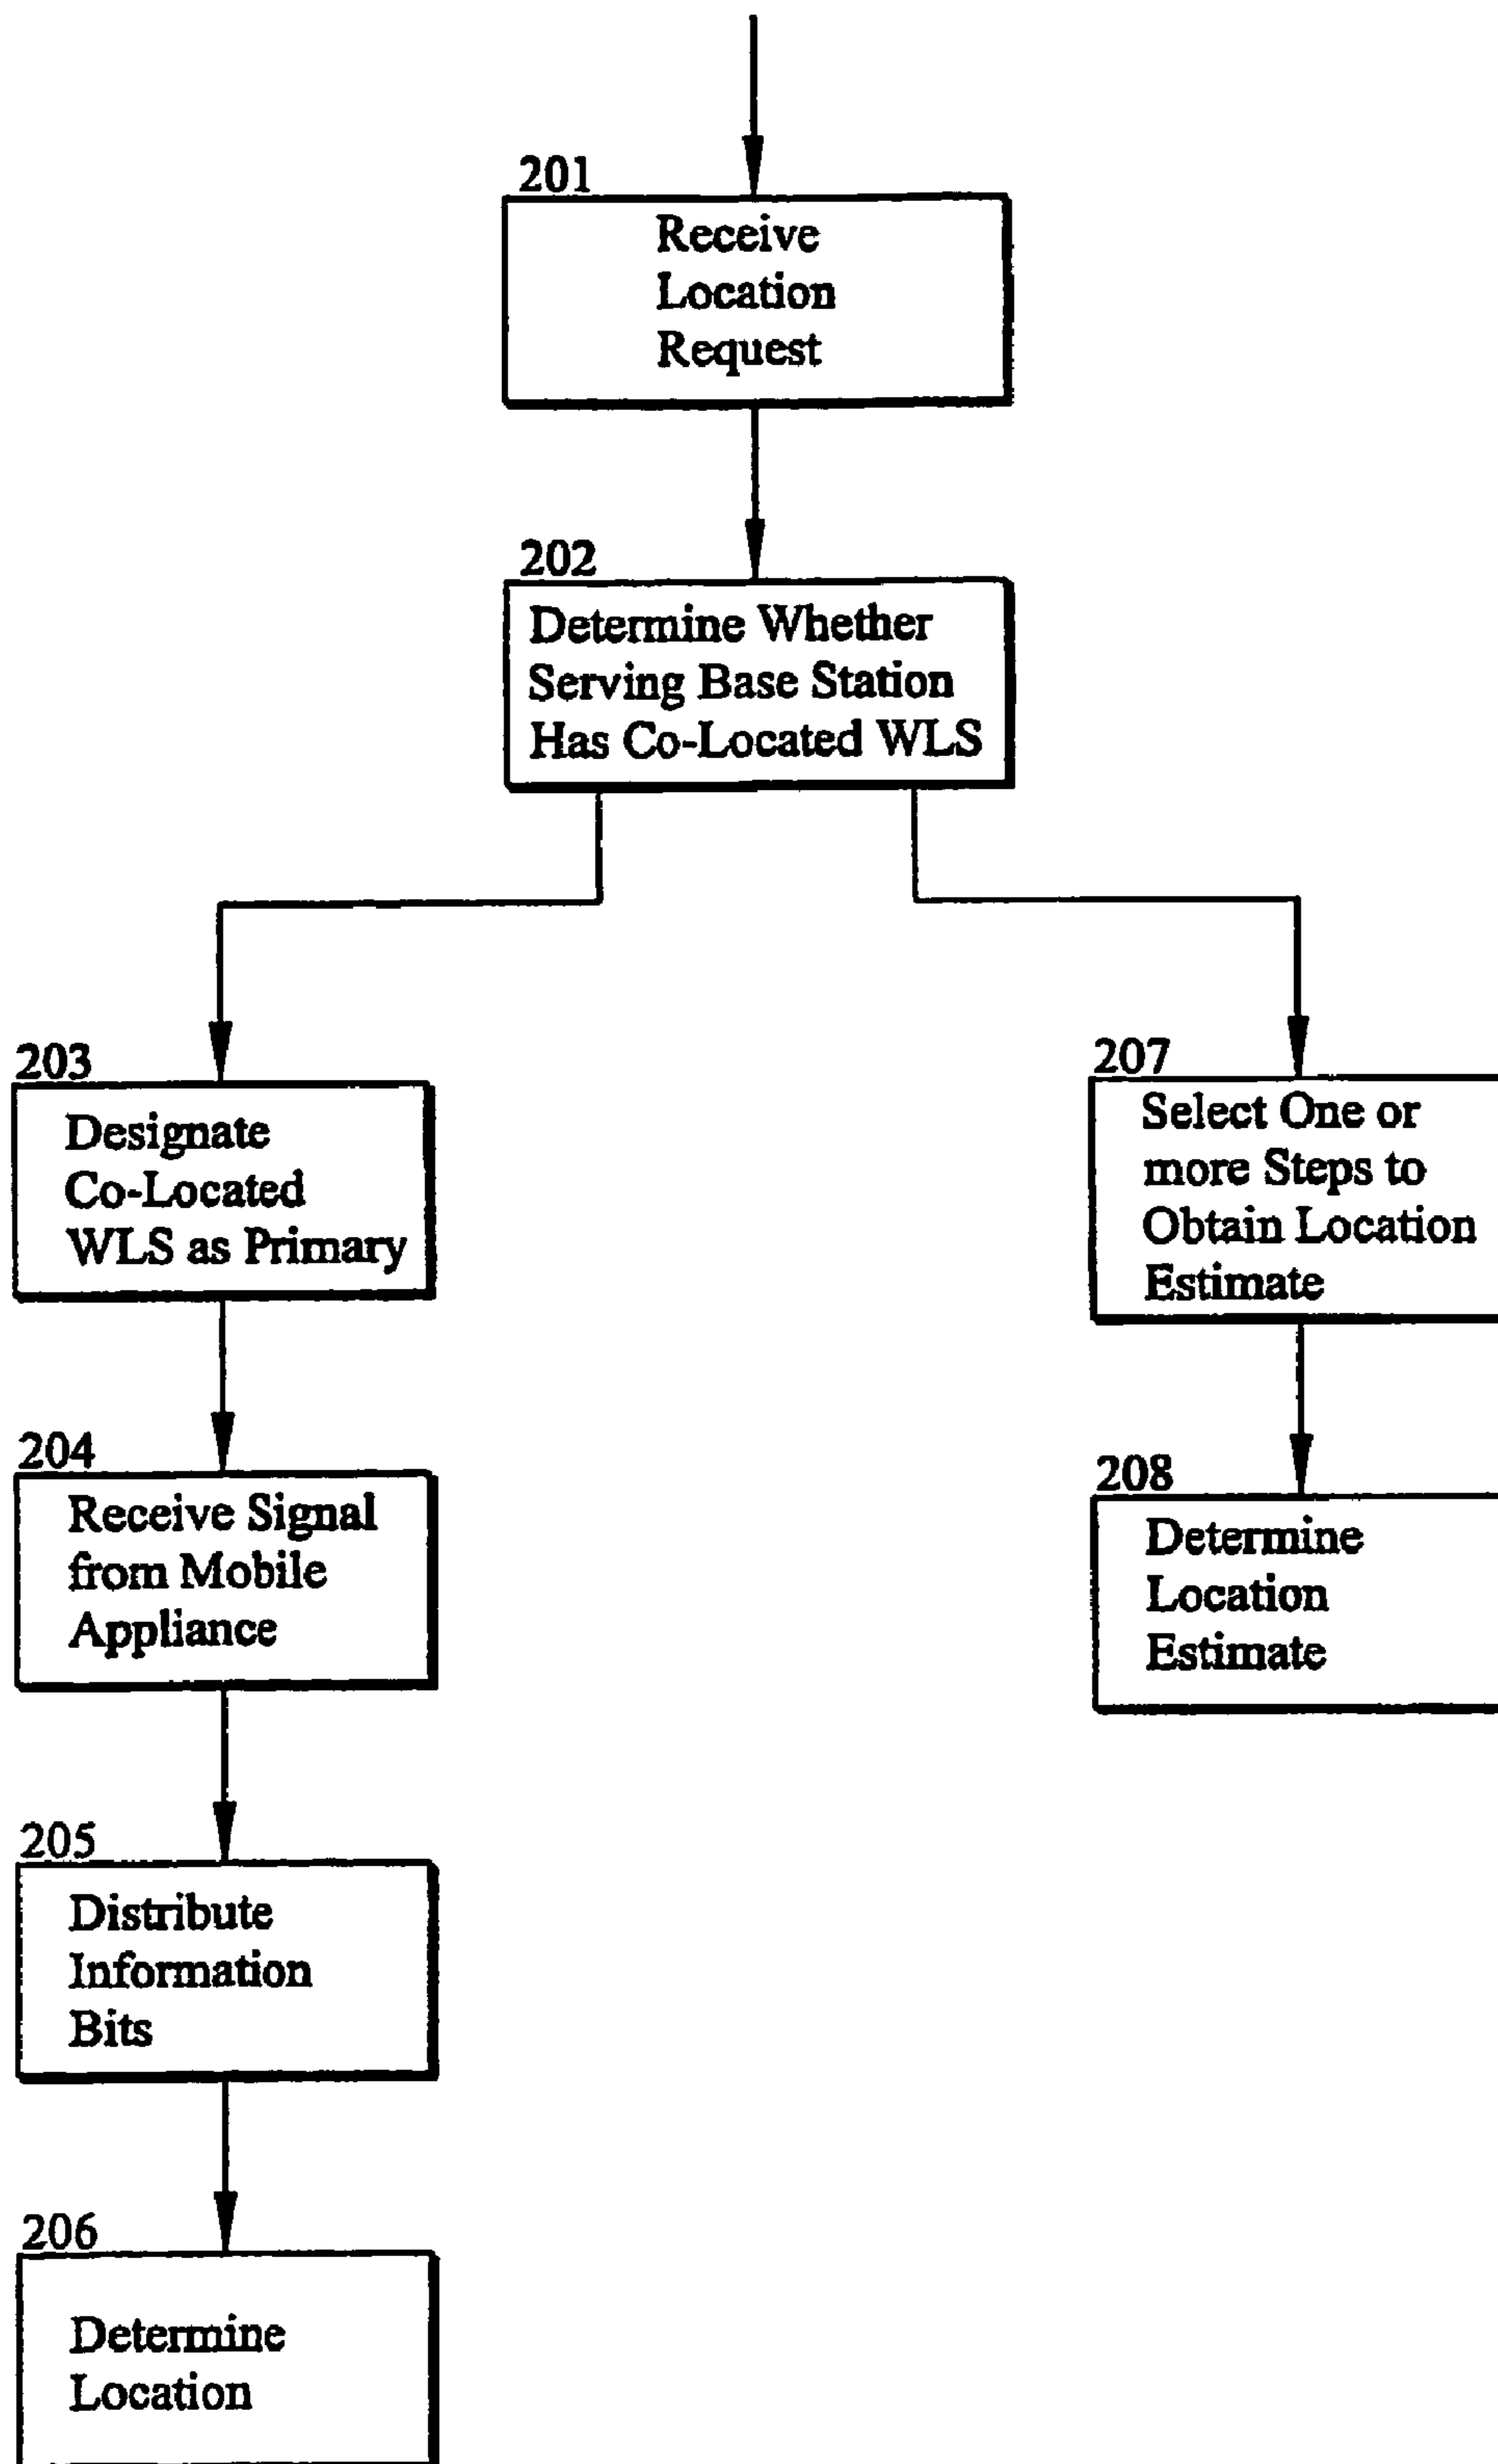 201
Receive
Location
Request
202
Determine Whether
Serving Base Station
Has Co-Located WLS
203
Designate
Co-Located
WLS as Primary
204
Receive Signal
from Mobile
Appliance
205
Distribute
Information
Bits
206
Determine
Location
207
Select One or
more Steps to
Obtain Location
Estimate
208
Determine
Location
Estimate